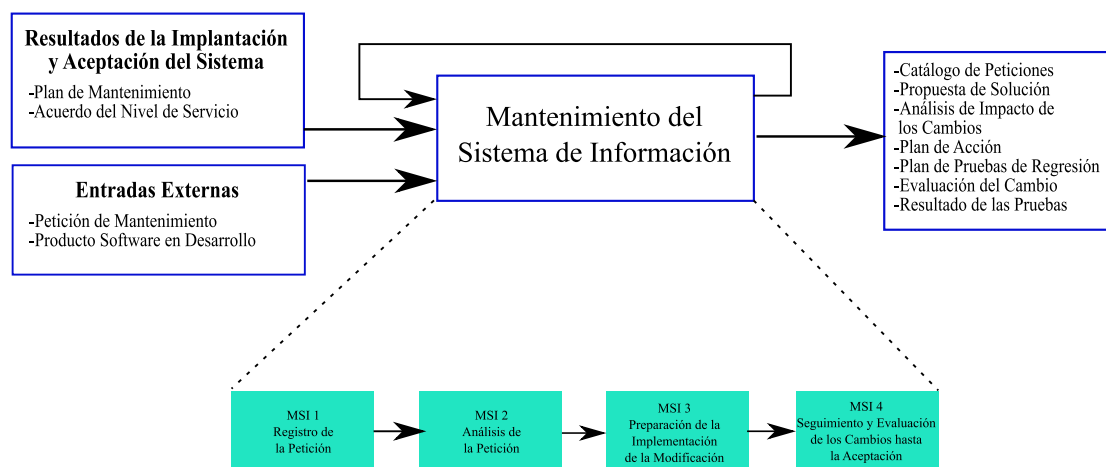 Resultados de la Implantación
y Aceptación del Sistema
-Plan de Mantenimiento
-Acuerdo del Nivel de Servicio
Entradas Externas
-Petición de Mantenimiento
-Producto Software en Desarrollo
Mantenimiento del
Sistema de Información
-Catálogo de Peticiones
-Propuesta de Solución
-Análisis de Impacto de
los Cambios
-Plan de Acción
-Plan de Pruebas de Regresión
-Evaluación del Cambio
-Resultado de las Pruebas
MSI 1
Registro de
la Petición
MSI 2
Análisis de
la Petición
MSI 3
Preparación de la
Implementación
de la Modificación
MSI 4
Seguimiento y Evaluación
de los Cambios hasta
la Aceptación